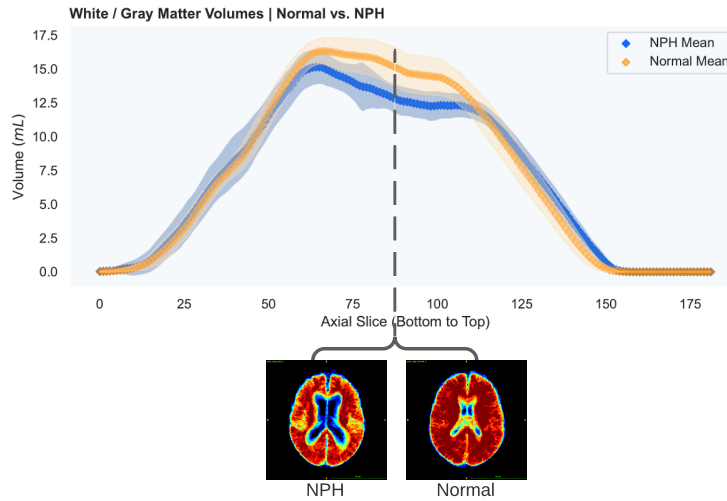 White / Gray Matter Volumes | Normal vs. NPH
17.5
15.0
12.5
10.0
7.5
5.0
2.5
0.0
Volume (mL)
NPH Mean
Normal Mean
0
25
50
75
100
125
150
175
Axial Slice (Bottom to Top)
NPH
Normal